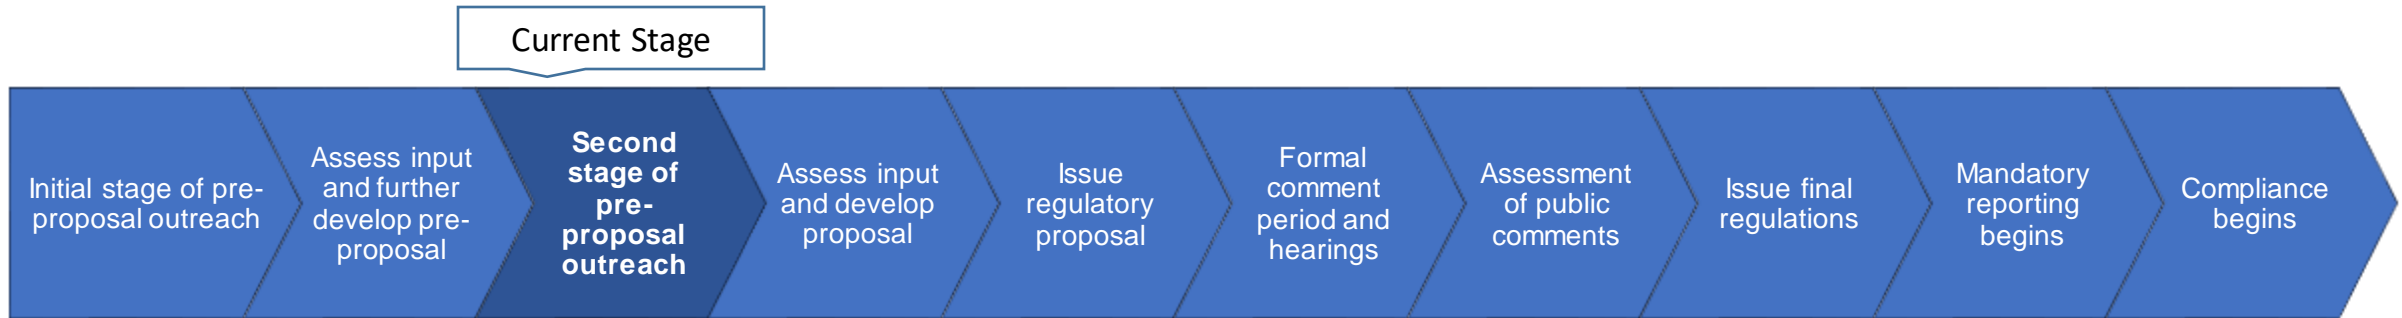 Current Stage
Initial stage of pre-
proposal outreach
Assess input
and further
develop pre-
proposal
Second
stage of
pre-
proposal
outreach
Assess input
and develop
proposal
Issue
regulatory
proposal
Formal
comment
period and
hearings
Assessment
of public
comments
Issue final
regulations
Mandatory
reporting
begins
Compliance
begins